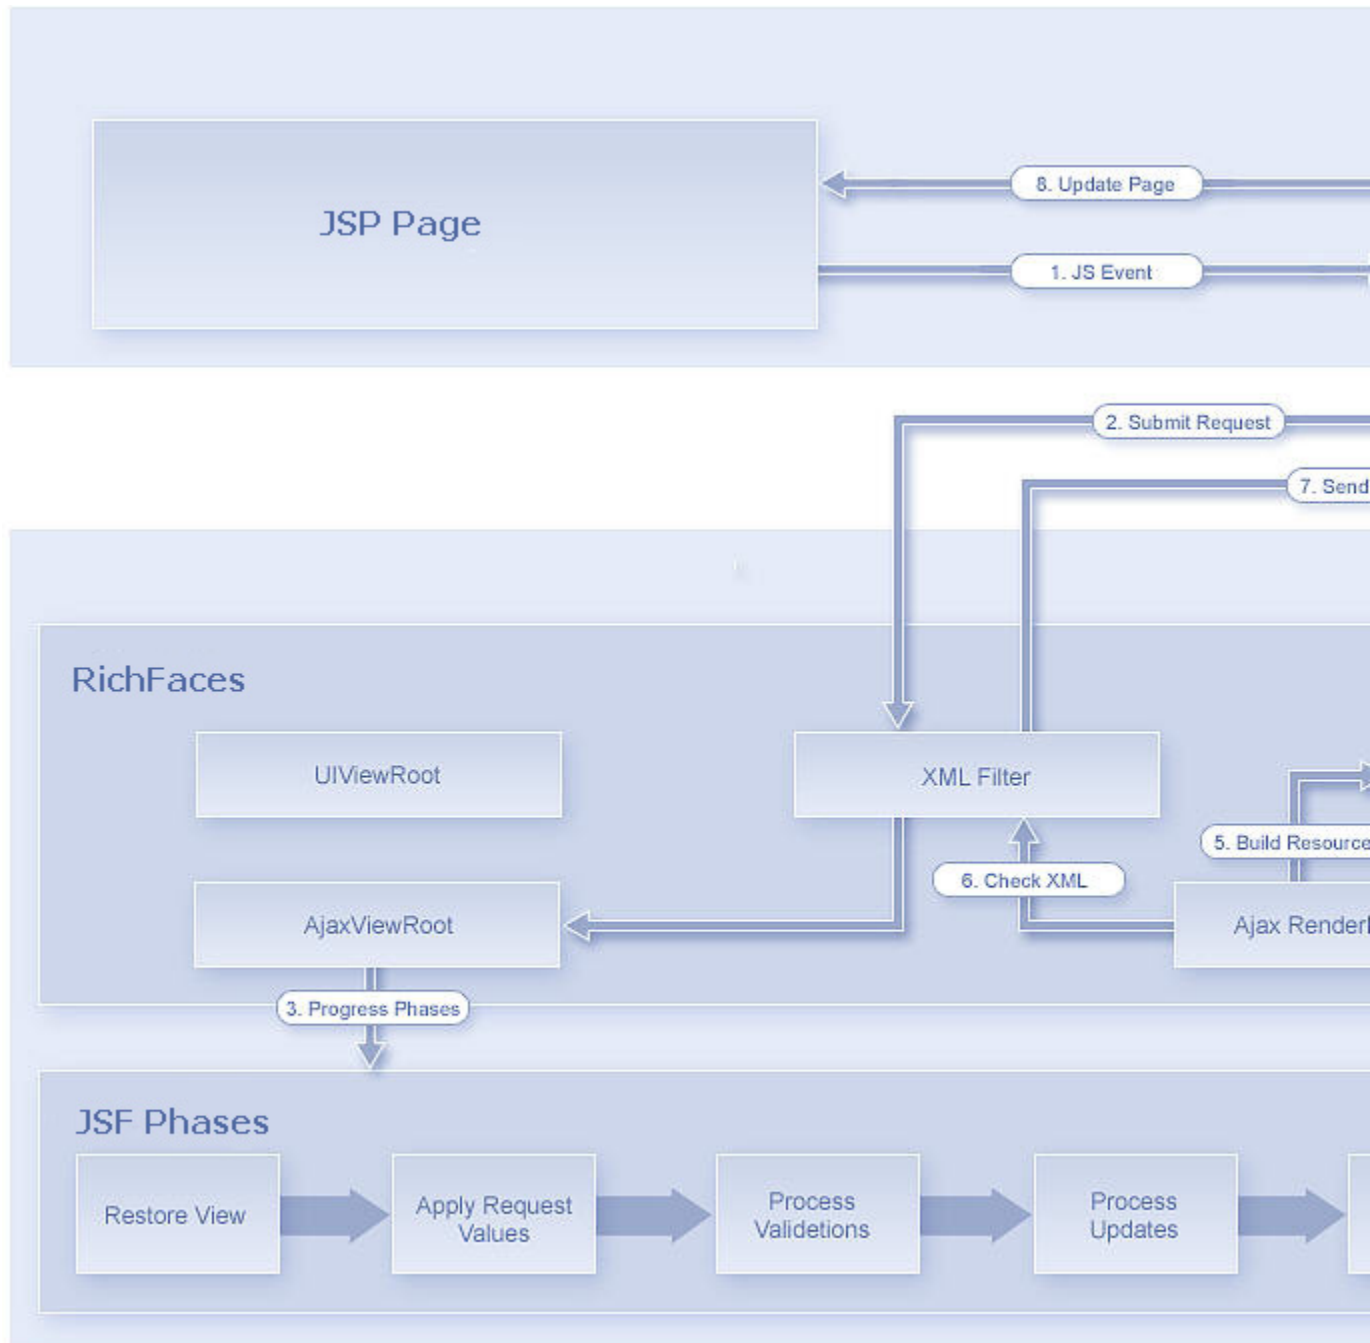 JSP Page
8. Update Page
1. JS Event
2. Submit Request
7. Send
RichFaces
UIViewRoot
XML Filter
5. Build Resource
6. Check XML
AjaxViewRoot
Ajax Render
3. Progress Phases
JSF Phases
Restore View
Apply Request
Values
Process
Validetions
Process
Updates